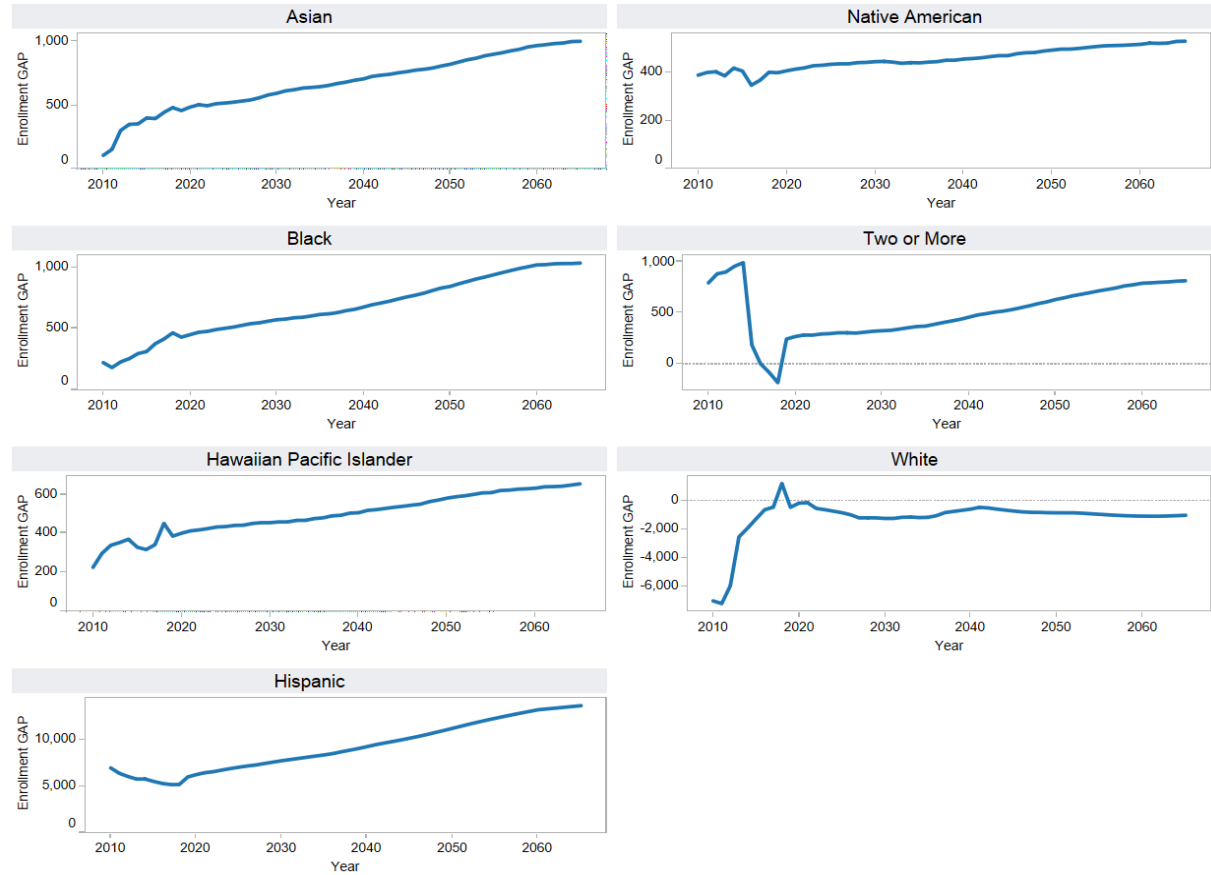 Asian
Enrollment GAP
1,000
500
0
2010 2020 2030 2040 2050 2060
Year
Native American
Enrollment GAP
400
200
0
2010 2020 2030 2040 2050 2060
Year
Black
Enrollment GAP
1,000
500
0
2010 2020 2030 2040 2050 2060
Year
Two or More
Enrollment GAP
1,000
500
0
2010 2020 2030 2040 2050 2060
Year
Hawaiian Pacific Islander
Enrollment GAP
600
400
200
0
2010 2020 2030 2040 2050 2060
Year
White
Enrollment GAP
0
-2,000
-4,000
-6,000
2010 2020 2030 2040 2050 2060
Year
Hispanic
Enrollment GAP
10,000
5,000
0
2010 2020 2030 2040 2050 2060
Year